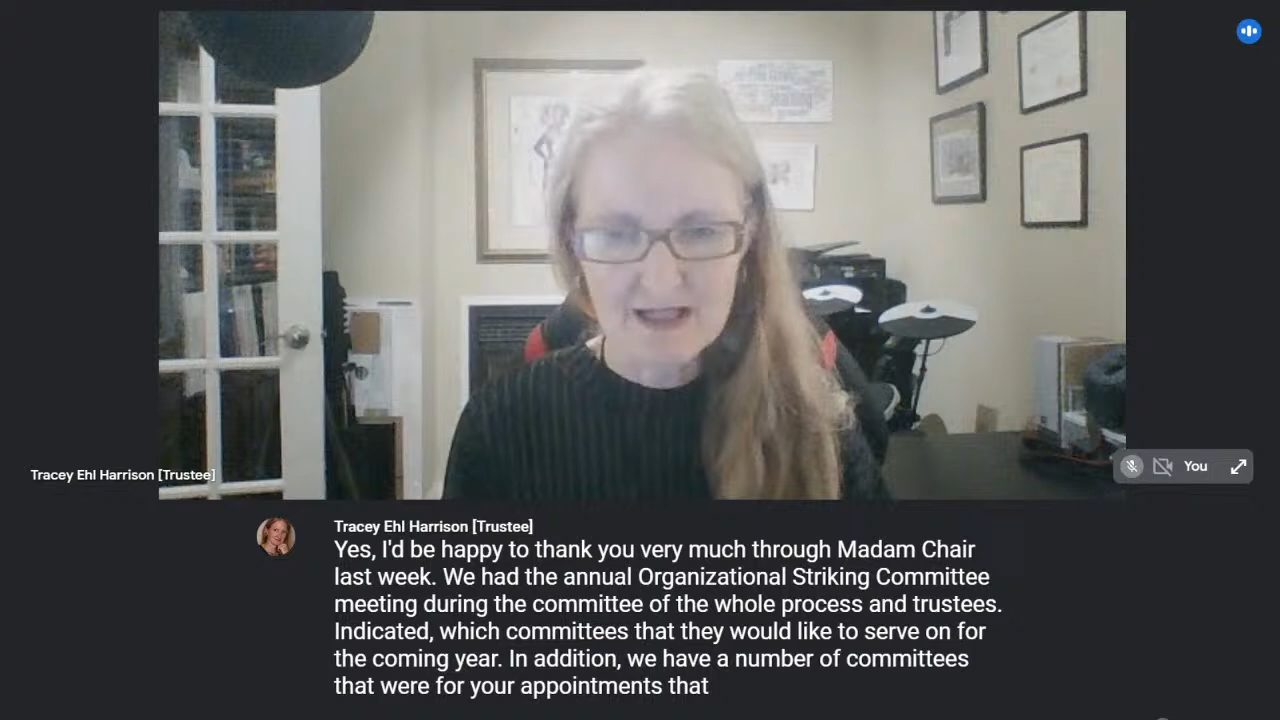 Tracey Ehl Harrison [Trustee]
You
Tracey Ehl Harrison [Trustee]
Yes, I'd be happy to thank you very much through Madam Chair
last week. We had the annual Organizational Striking Committee
meeting during the committee of the whole process and trustees.
Indicated, which committees that they would like to serve on for
the coming year. In addition, we have a number of committees
that were for your appointments that